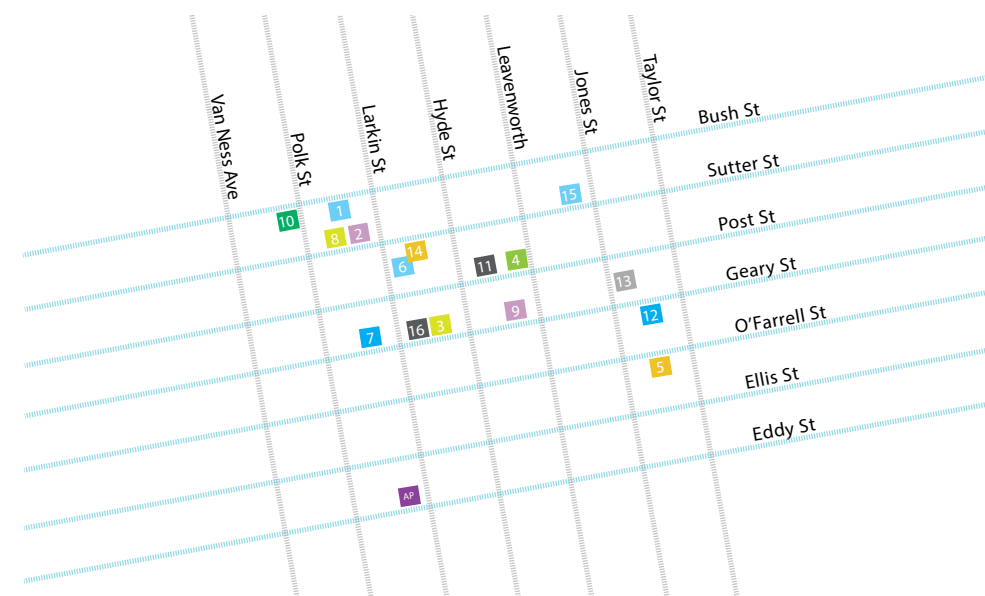 Van Ness Ave
Polk St
Larkin St
Hyde St
Leavenworth
Jones St
Taylor St
Bush St
Sutter St
Post St
Geary St
O’Farrell St
Ellis St
Eddy St
10
1
8
2
15
14
6
11
4
13
7
16
3
9
12
5
AP